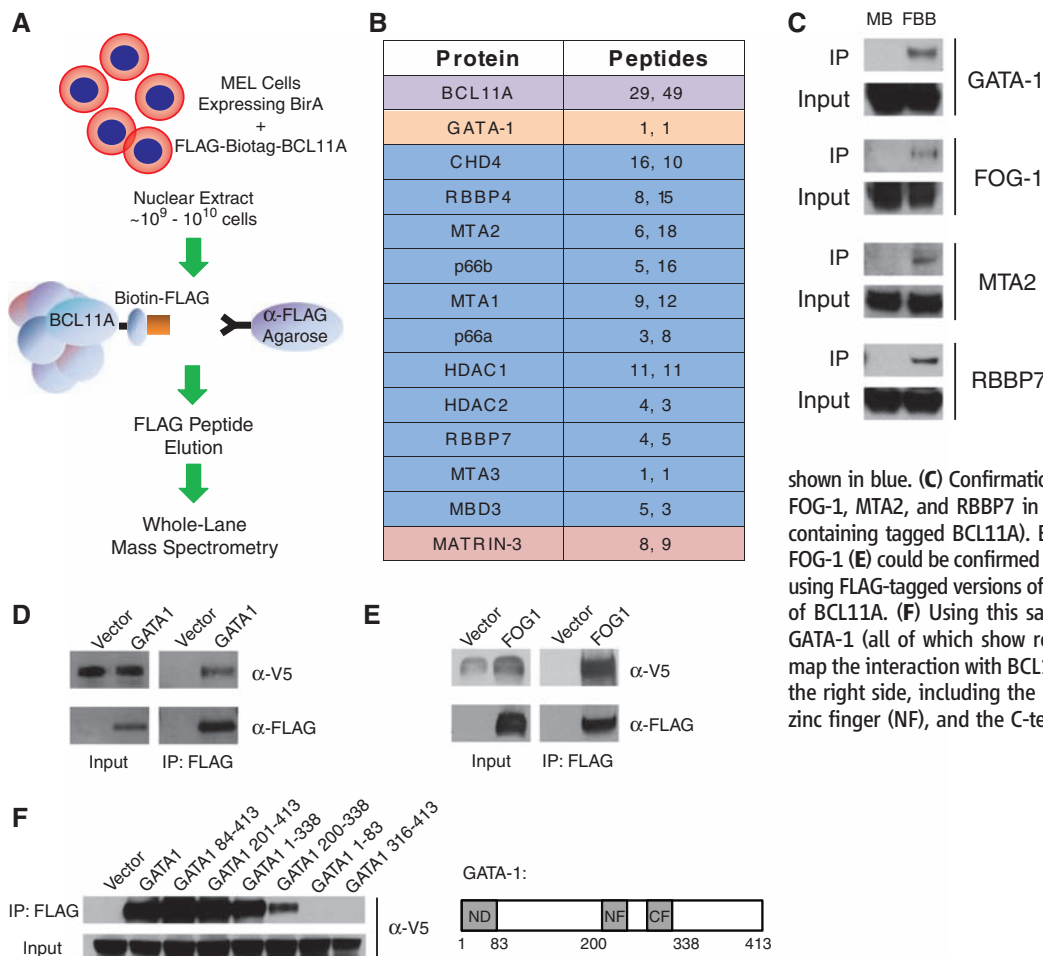 A
MEL Cells
Expressing BirA
+
FLAG-Biotag-BCL11A
Nuclear Extract
~10⁹ - 10¹⁰ cells
Biotin-FLAG
BCL11A
α-FLAG
Agarose
FLAG Peptide
Elution
Whole-Lane
Mass Spectrometry
B
Protein Peptides
BCL11A 29, 49
GATA-1 1, 1
CHD4 16, 10
RBBP4 8, 15
MTA2 6, 18
p66b 5, 16
MTA1 9, 12
p66a 3, 8
HDAC1 11, 11
HDAC2 4, 3
RBBP7 4, 5
MTA3 1, 1
MBD3 5, 3
MATRIN-3 8, 9
C
MB FBB
IP
Input
GATA-1
IP
Input
FOG-1
IP
Input
MTA2
IP
Input
RBBP7
shown in blue. (C) Confirmatio
FOG-1, MTA2, and RBBP7 in
containing tagged BCL11A).
FOG-1 (E) could be confirmed
using FLAG-tagged versions of
of BCL11A. (F) Using this sa
GATA-1 (all of which show re
map the interaction with BCL1
the right side, including the
zinc finger (NF), and the C-te
D
Vector GATA1 Vector GATA1
α-V5
α-FLAG
Input IP: FLAG
E
Vector FOG1 Vector FOG1
α-V5
α-FLAG
Input IP: FLAG
F
Vector GATA1 GATA1 84-413 GATA1 201-413 GATA1 1-338 GATA1 200-338 GATA1 1-83 GATA1 316-413
IP: FLAG
Input
α-V5
GATA-1:
ND NF CF
1 83 200 338 413